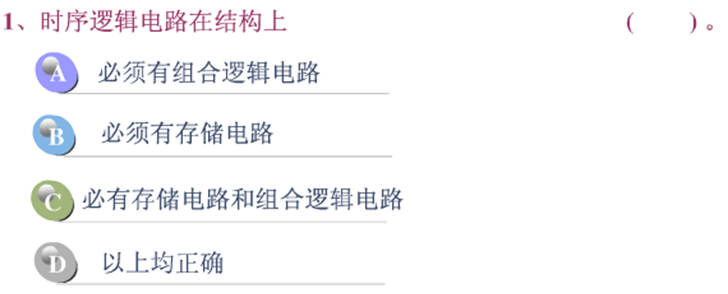 1、时序逻辑电路在结构上 （ ）。
A 必须有组合逻辑电路
B 必须有存储电路
C 必有存储电路和组合逻辑电路
D 以上均正确